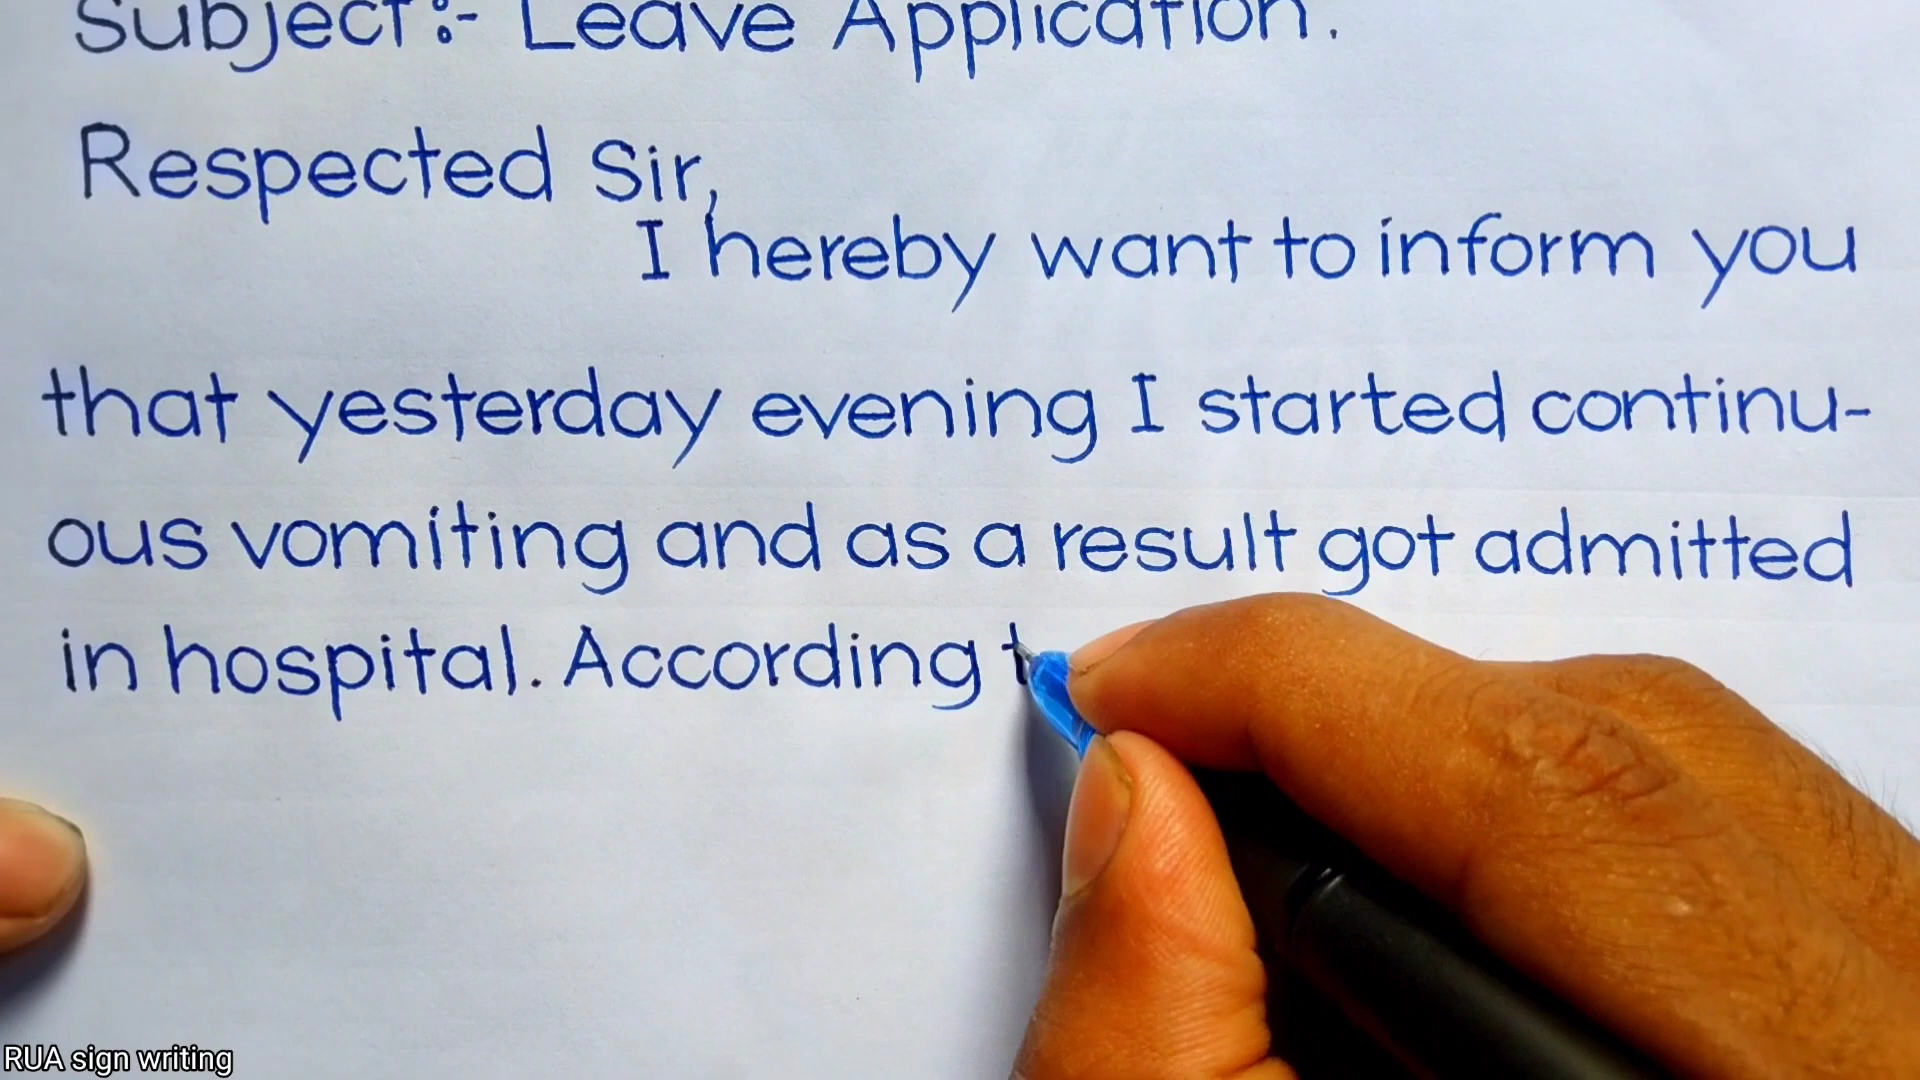 Subject:- Leave Application.
Respected Sir,
I hereby want to inform you
that yesterday evening I started continu-
ous vomiting and as a result got admitted
in hospital. According t
RUA sign writing